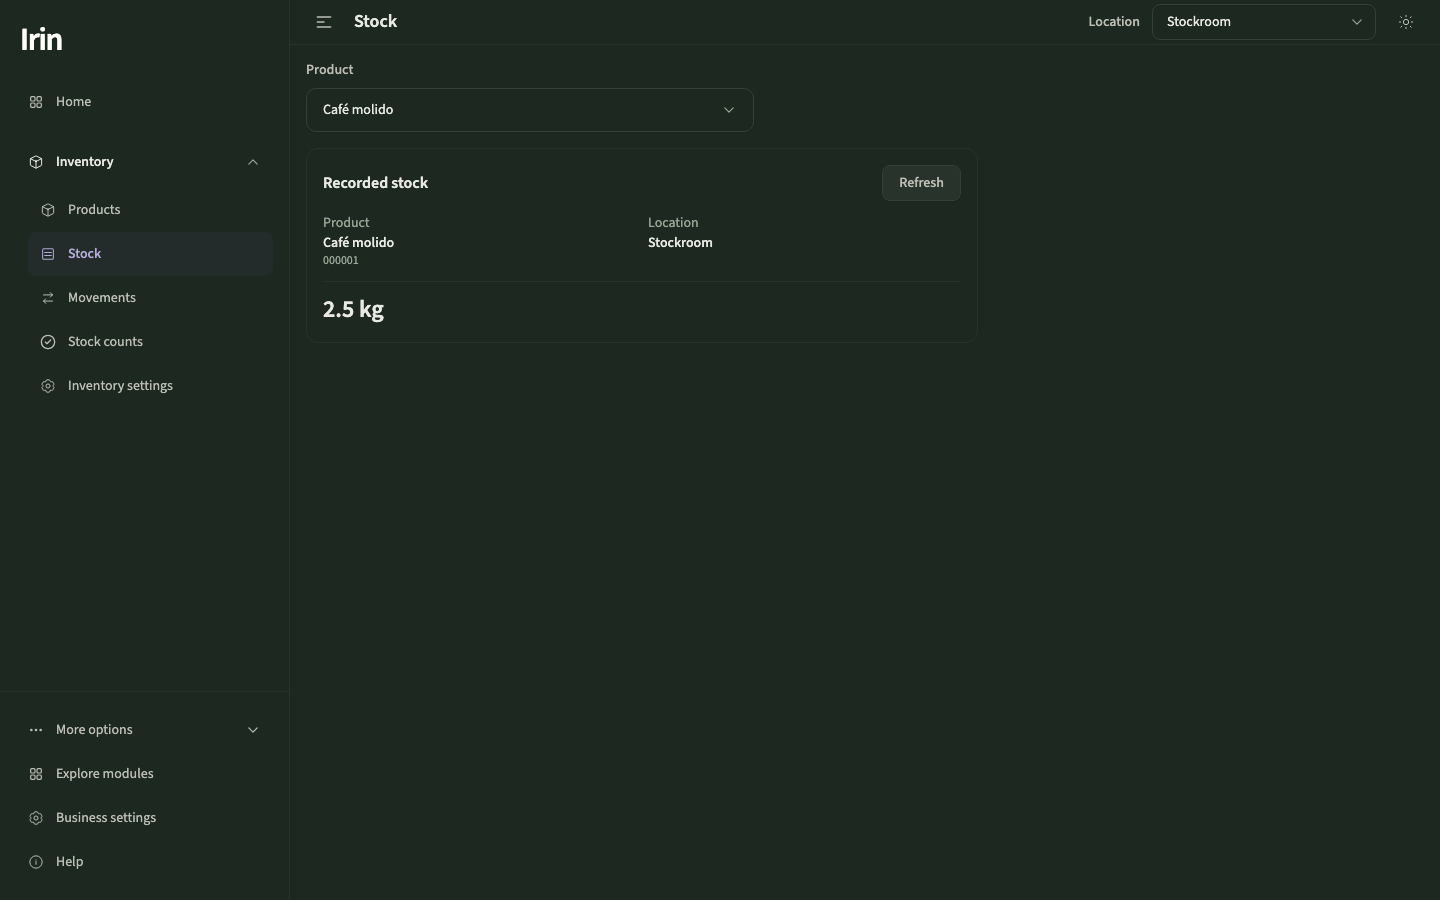 Irin
Home
Inventory
Products
Stock
Movements
Stock counts
Inventory settings
More options
Explore modules
Business settings
Help
Stock
Location
Stockroom
Product
Café molido
Recorded stock
Refresh
Product
Location
Café molido
Stockroom
000001
2.5 kg